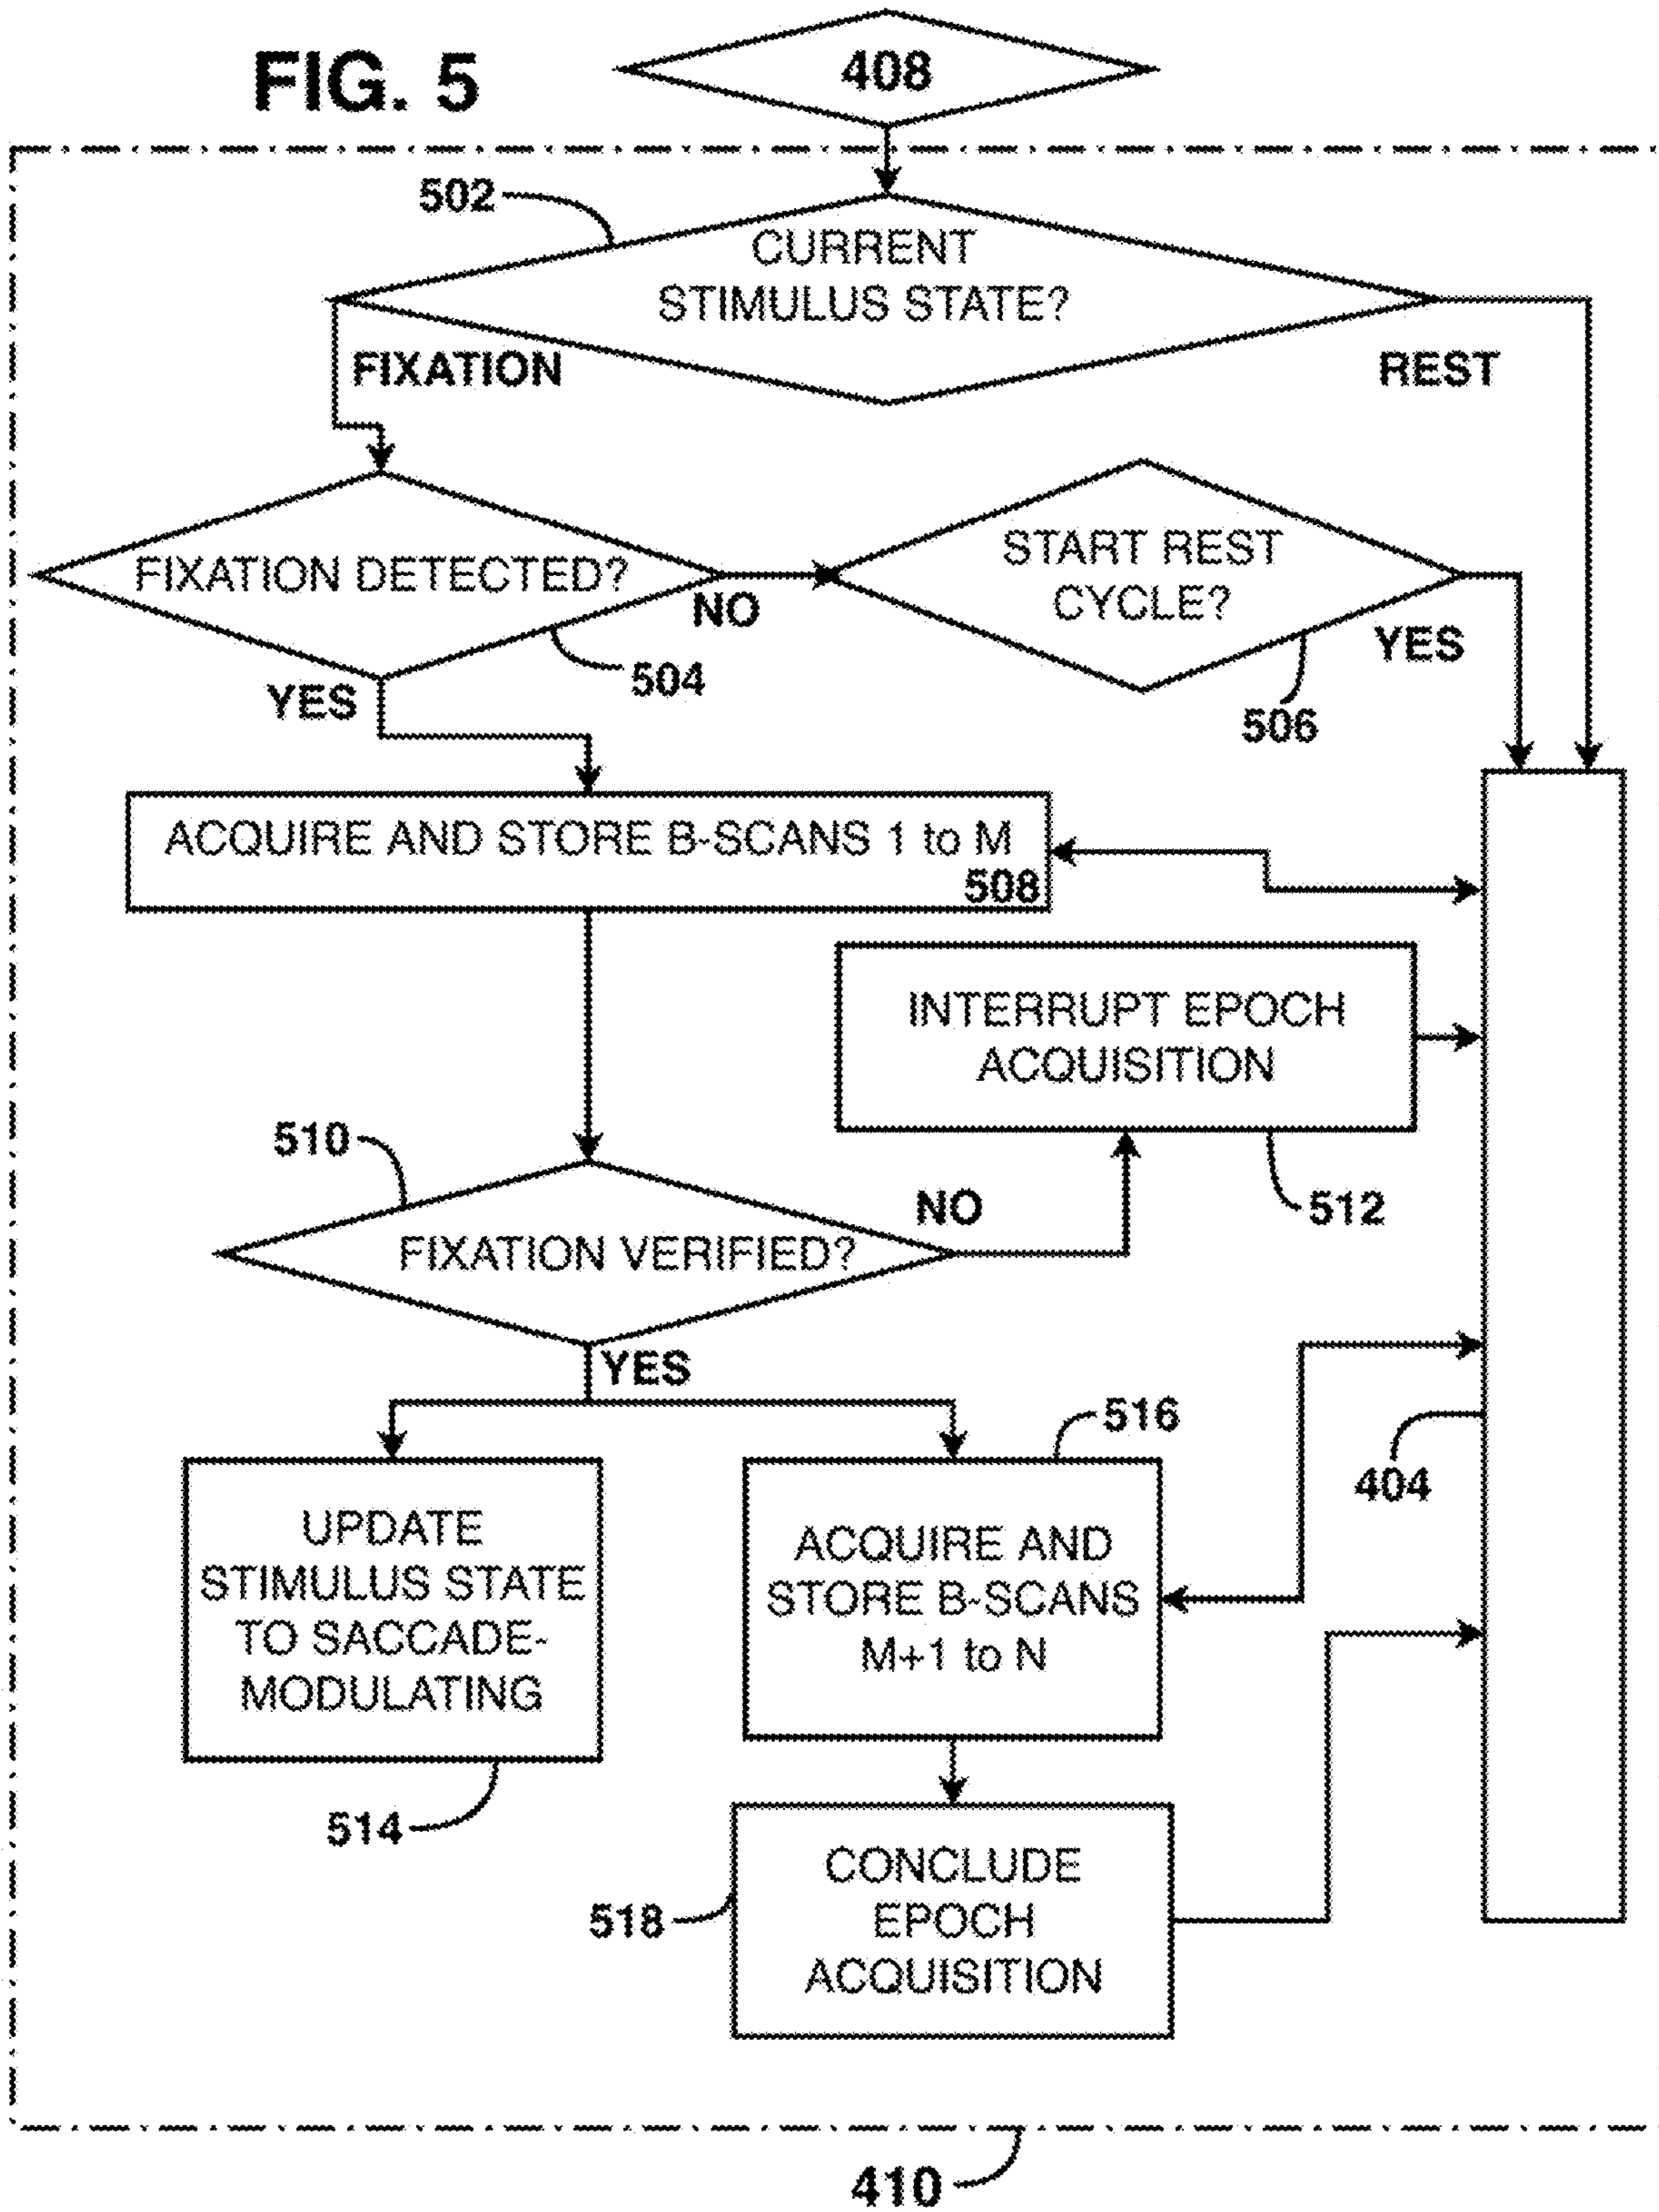 FIG. 5
408
502
CURRENT
STIMULUS STATE?
FIXATION
REST
FIXATION DETECTED?
NO
START REST
CYCLE?
YES
504
YES
506
ACQUIRE AND STORE B-SCANS 1 to M
508
INTERRUPT EPOCH
ACQUISITION
510
NO
512
FIXATION VERIFIED?
YES
516
404
UPDATE
STIMULUS STATE
TO SACCADE-
MODULATING
ACQUIRE AND
STORE B-SCANS
M+1 to N
514
CONCLUDE
EPOCH
ACQUISITION
518
410